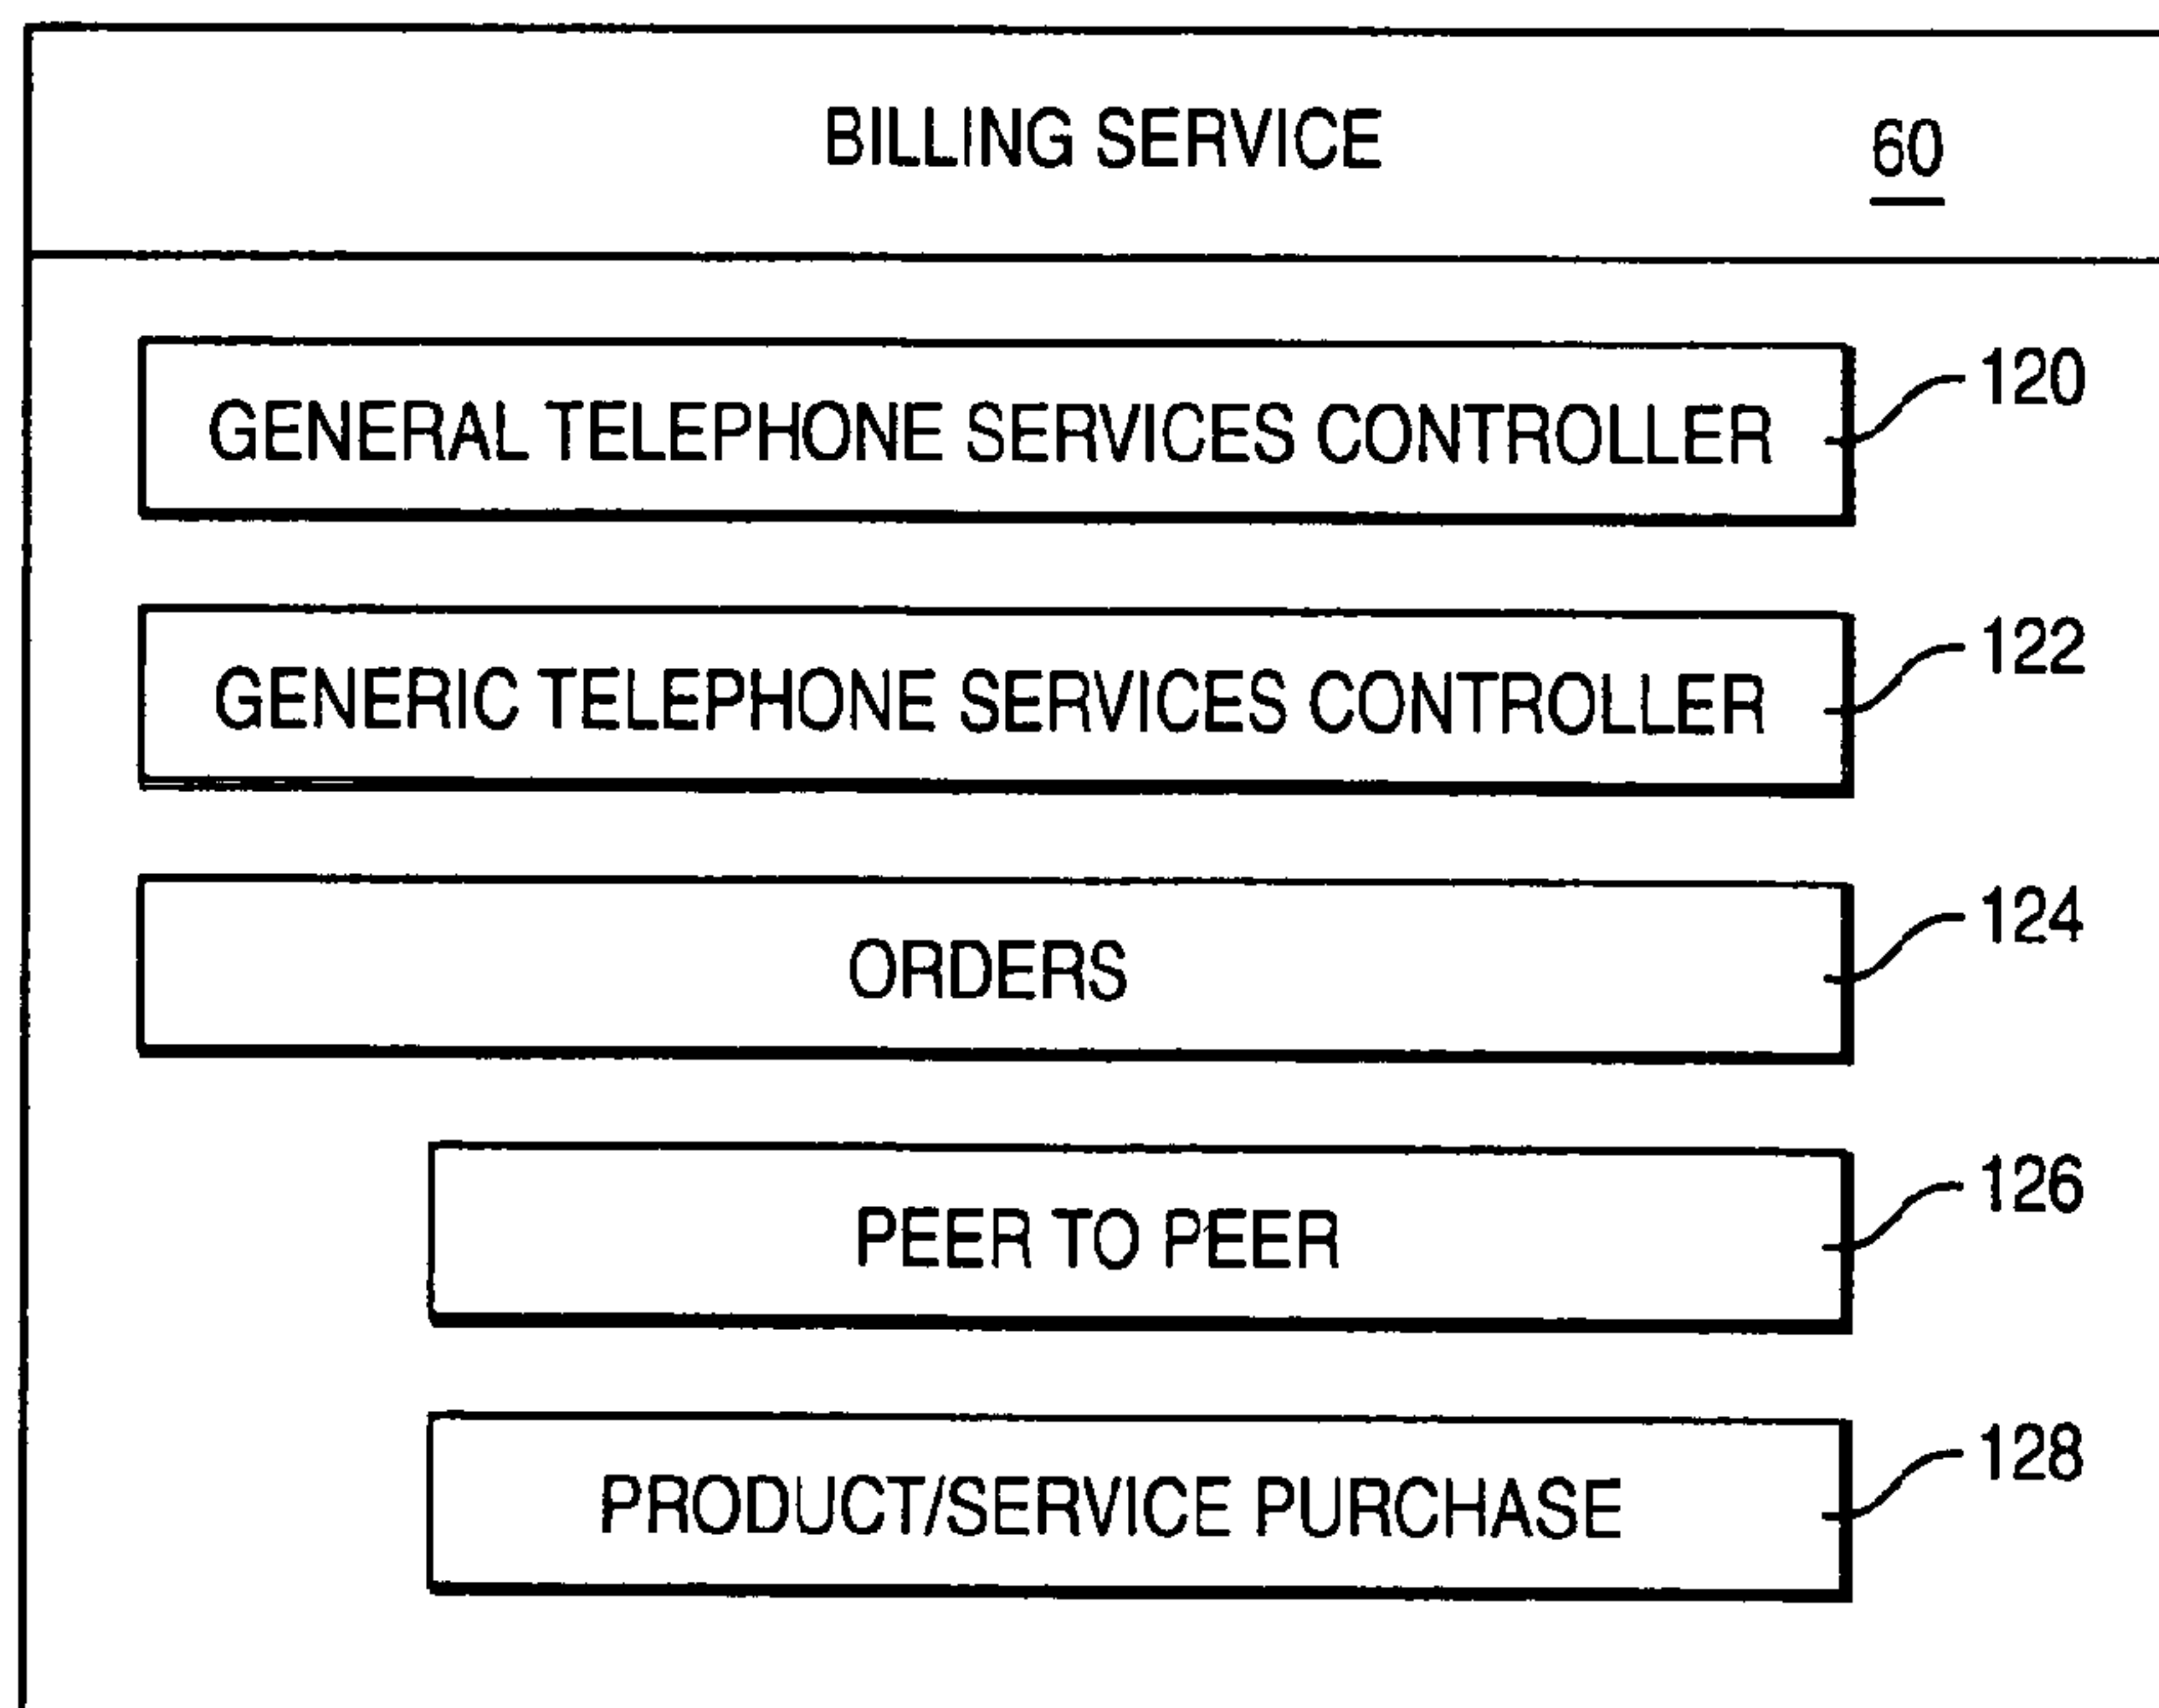 BILLING SERVICE 60
GENERAL TELEPHONE SERVICES CONTROLLER 120
GENERIC TELEPHONE SERVICES CONTROLLER 122
ORDERS 124
PEER TO PEER 126
PRODUCT/SERVICE PURCHASE 128